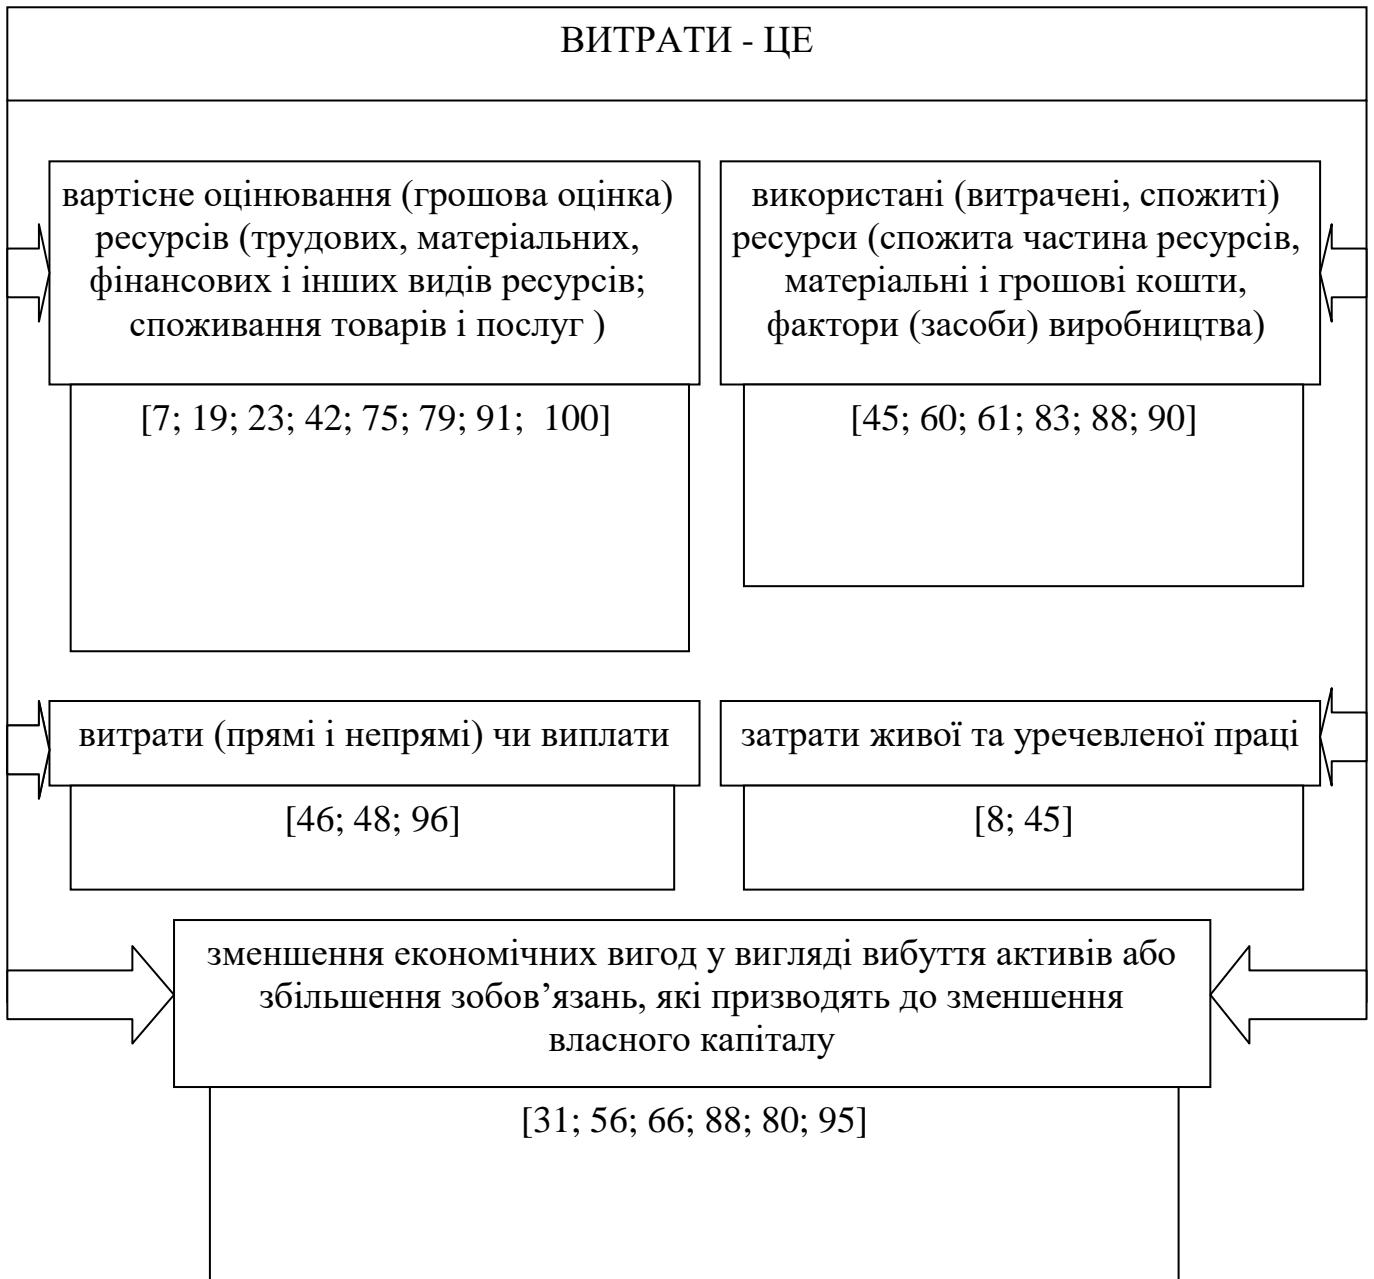 ВИТРАТИ - ЦЕ
вартісне оцінювання (грошова оцінка)
ресурсів (трудових, матеріальних,
фінансових і інших видів ресурсів;
споживання товарів і послуг )
[7; 19; 23; 42; 75; 79; 91; 100]
використані (витрачені, спожиті)
ресурси (спожита частина ресурсів,
матеріальні і грошові кошти,
фактори (засоби) виробництва)
[45; 60; 61; 83; 88; 90]
витрати (прямі і непрямі) чи виплати
[46; 48; 96]
затрати живої та уречевленої праці
[8; 45]
зменшення економічних вигод у вигляді вибуття активів або
збільшення зобов’язань, які призводять до зменшення
власного капіталу
[31; 56; 66; 88; 80; 95]